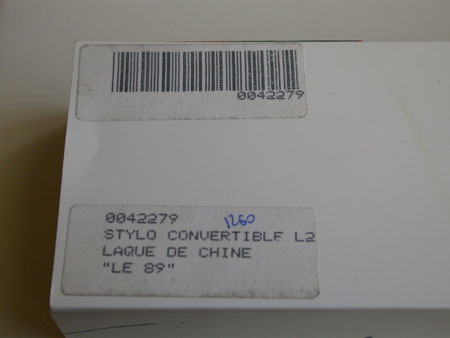 0042279
0042279 1260
STYLO CONVERTIBLE L2
LAQUE DE CHINE
"LE 89"